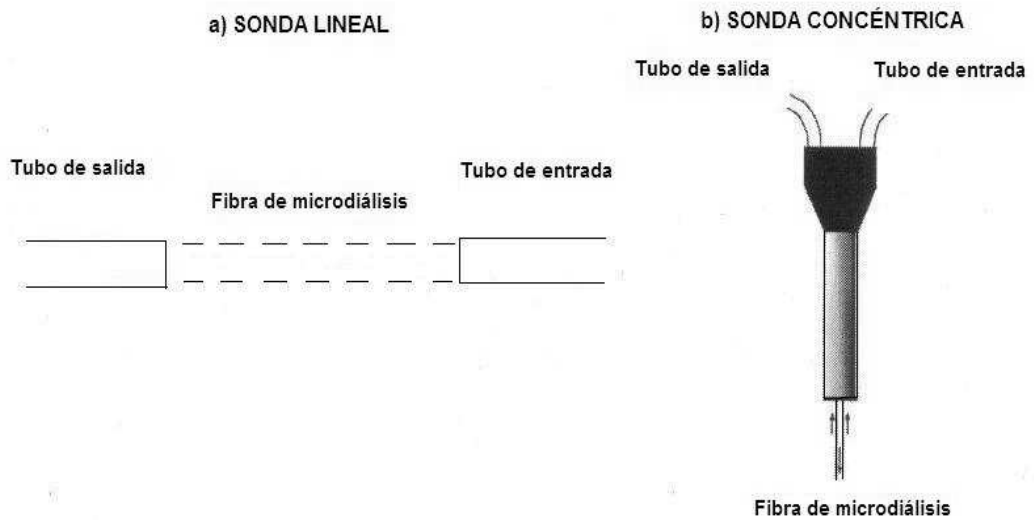 a) SONDA LINEAL
Tubo de salida
Tubo de entrada
Fibra de microdiálisis
b) SONDA CONCÉNTRICA
Tubo de salida
Tubo de entrada
Fibra de microdiálisis